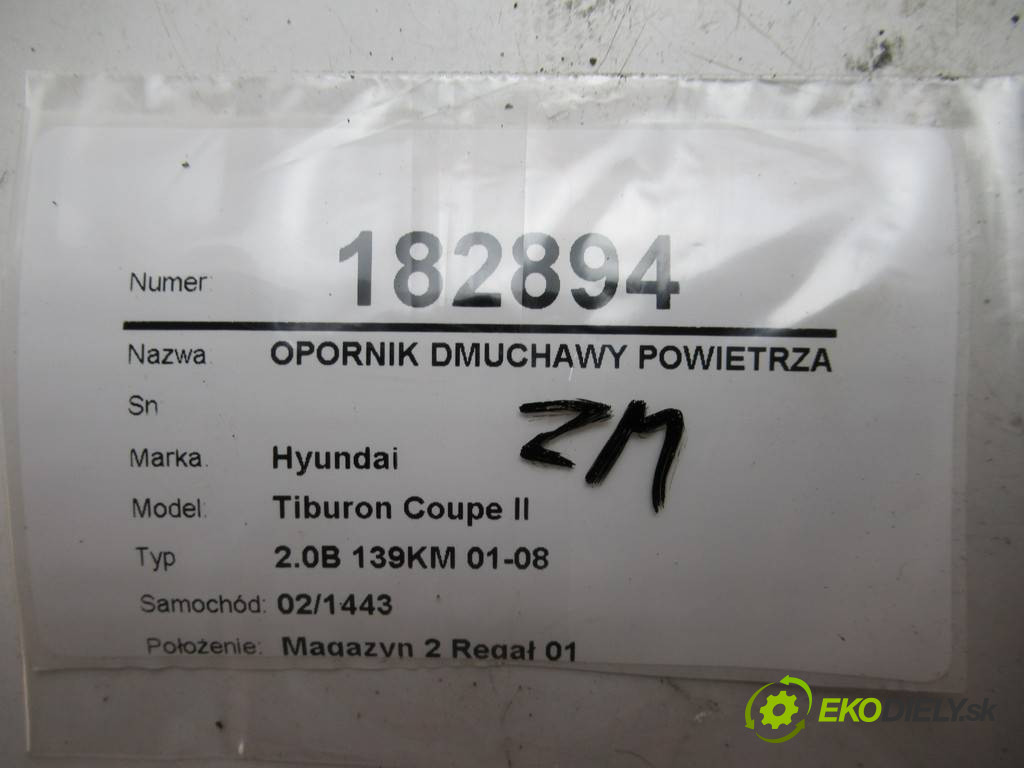 Numer: 182894
Nazwa: OPORNIK DMUCHAWY POWIETRZA
Sn
ZM
Marka: Hyundai
Model: Tiburon Coupe II
Typ 2.0B 139KM 01-08
Samochód: 02/1443
Położenie: Magazyn 2 Regał 01
EKODIELY.sk